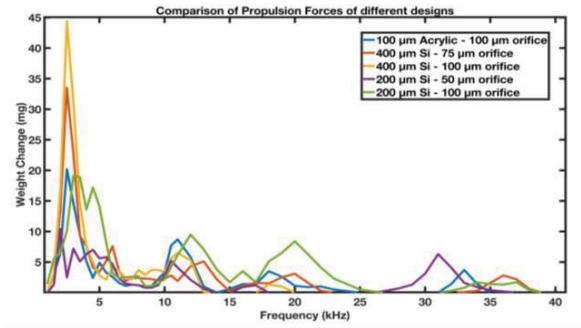 Comparison of Propulsion Forces of different designs
45
40
35
30
25
20
15
10
5
Weight Change (mg)
100 µm Acrylic - 100 µm orifice
400 µm Si - 75 µm orifice
400 µm Si - 100 µm orifice
200 µm Si - 50 µm orifice
200 µm Si - 100 µm orifice
5 10 15 20 25 30 35 40
Frequency (kHz)